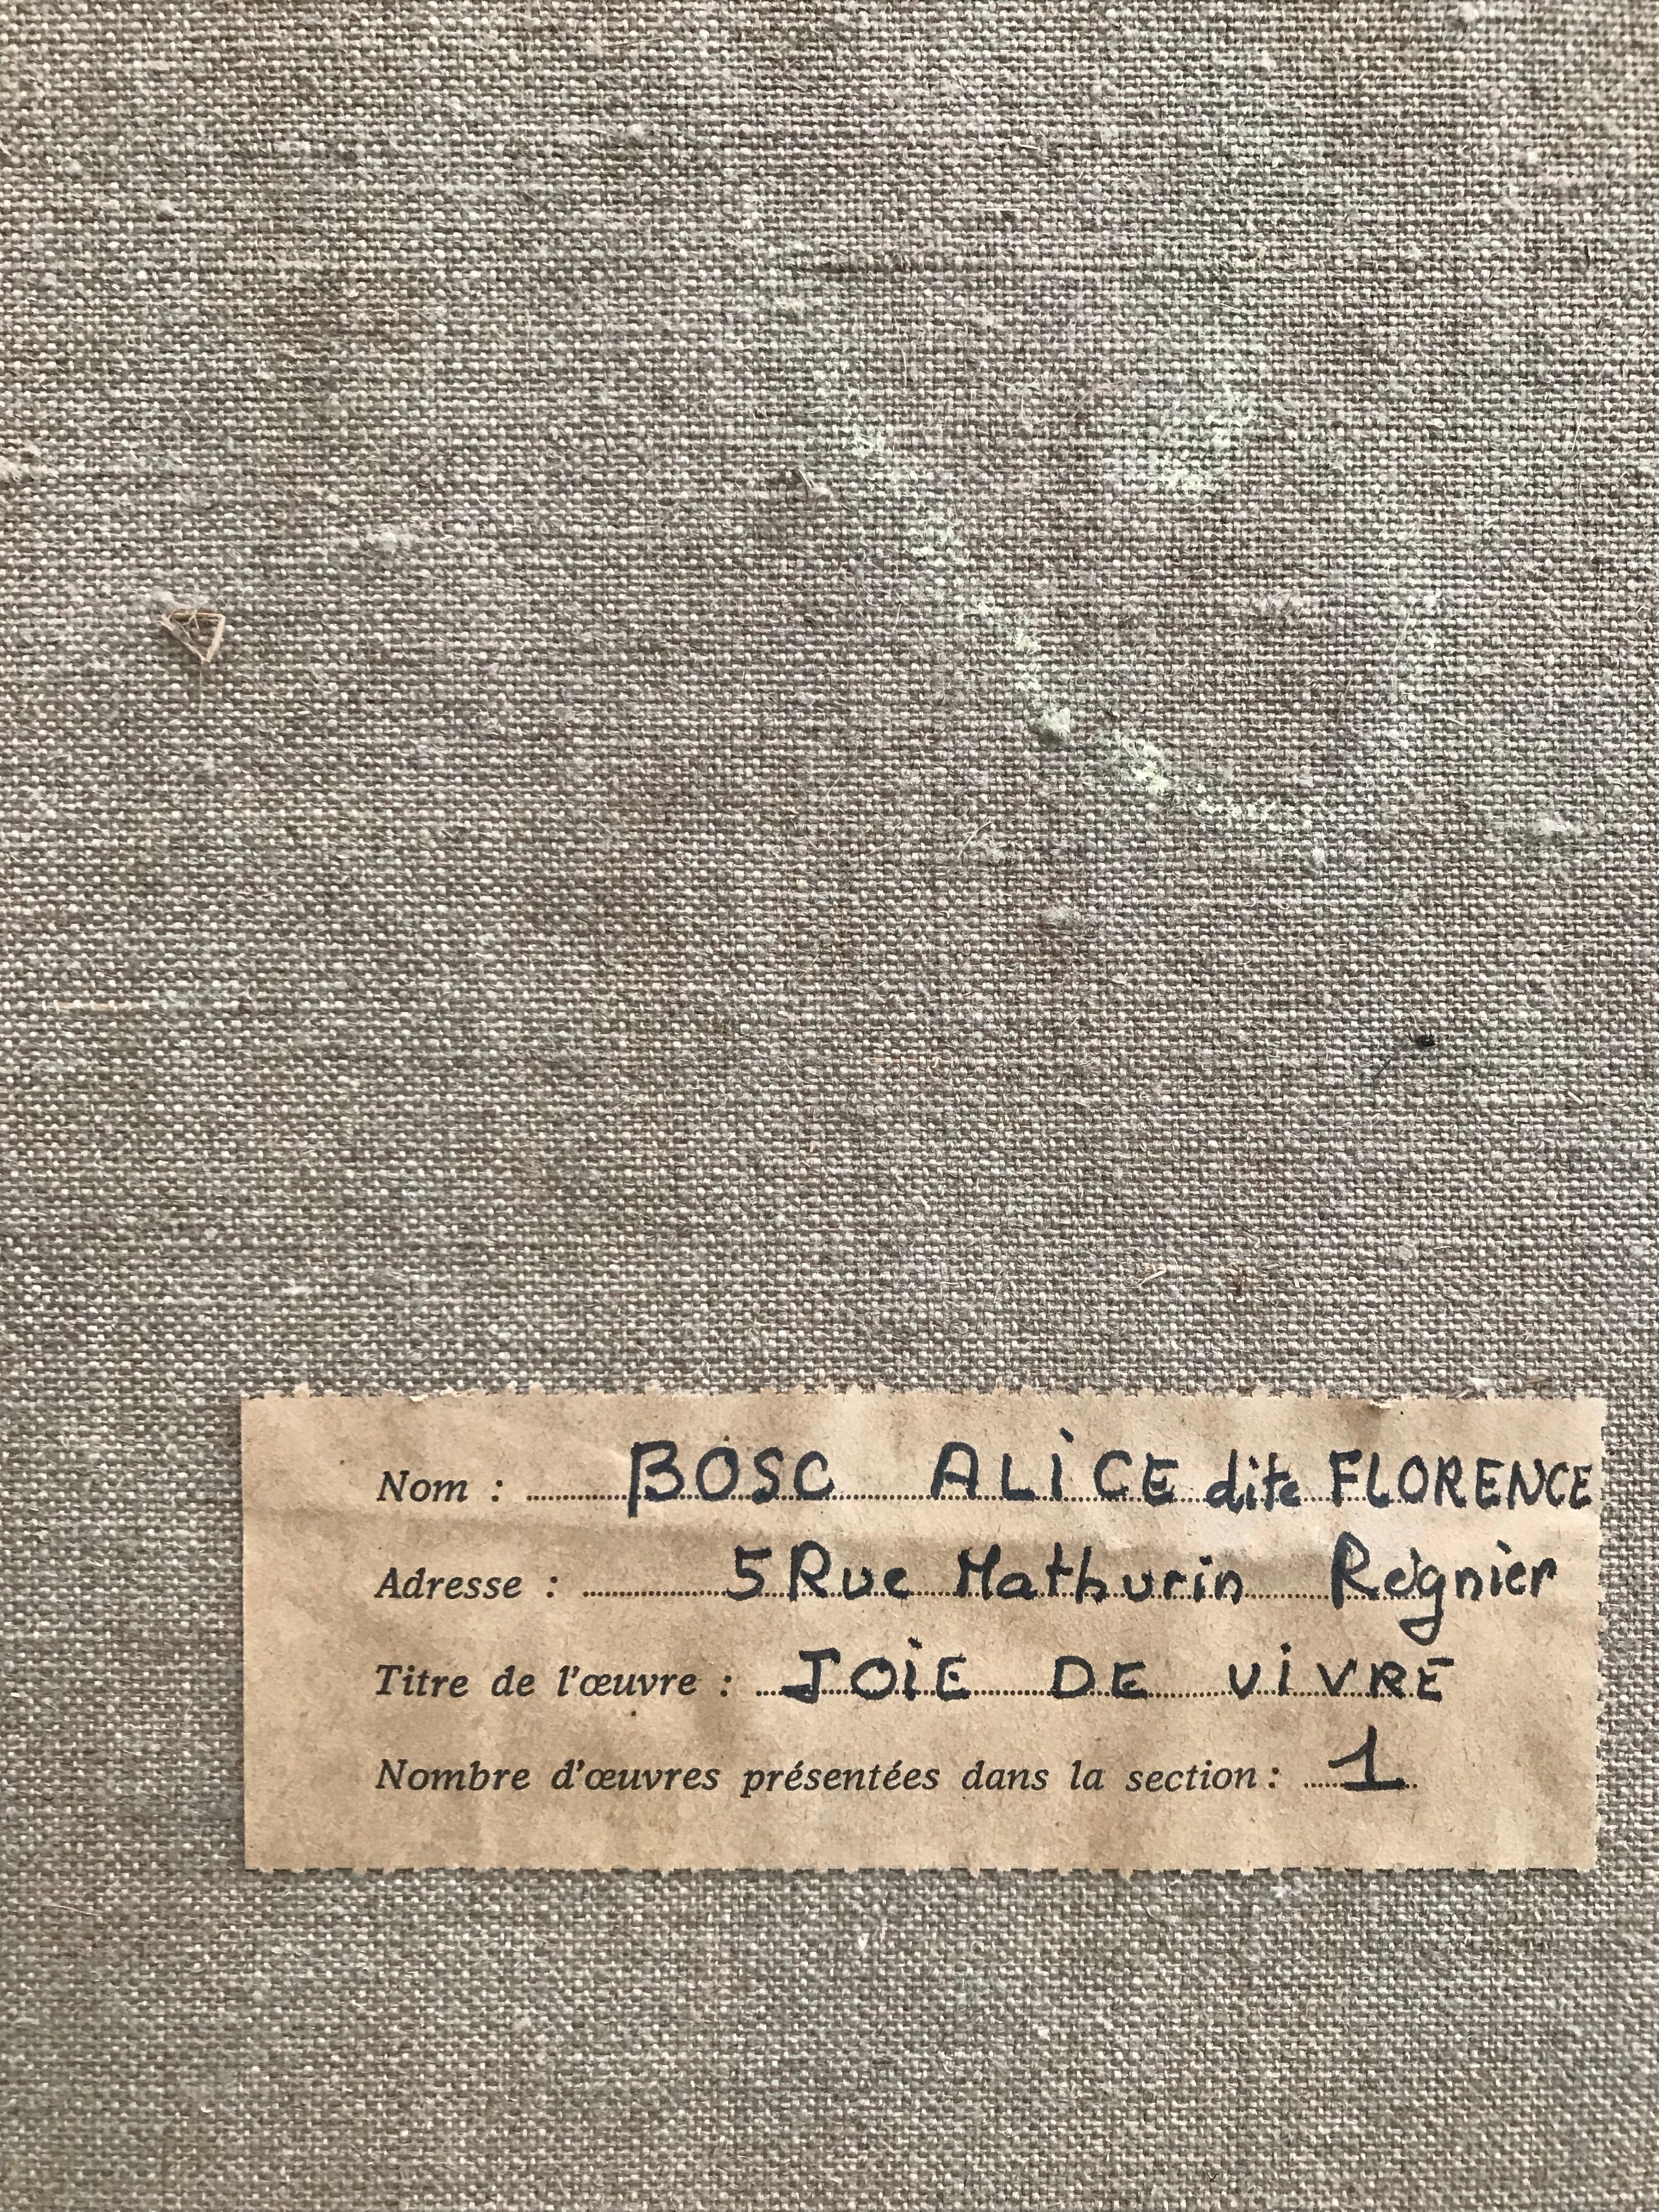 Nom : BOSC ALiCE dite FLORENCE
Adresse : 5 Rue Mathurin Régnier
Titre de l'œuvre : JOiE DE ViVRE
Nombre d'œuvres présentées dans la section : 1